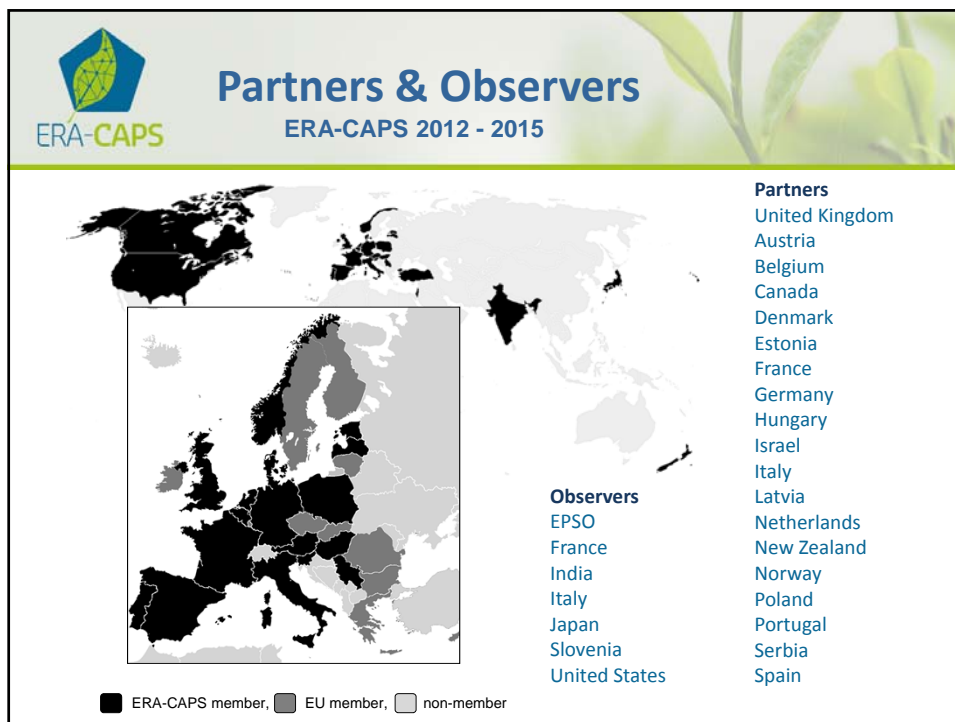 ERA-CAPS
Partners & Observers
ERA-CAPS 2012 - 2015
Partners
United Kingdom
Austria
Belgium
Canada
Denmark
Estonia
France
Germany
Hungary
Israel
Italy
Latvia
Netherlands
New Zealand
Norway
Poland
Portugal
Serbia
Spain
Observers
EPSO
France
India
Italy
Japan
Slovenia
United States
ERA-CAPS member, EU member, non-member